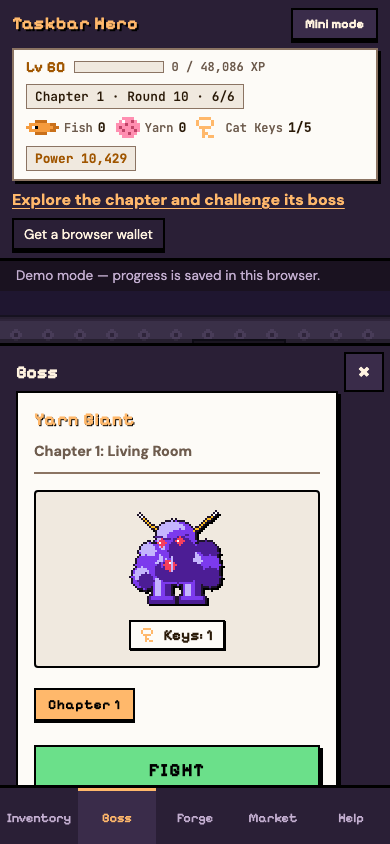 Taskbar Hero
Mini mode
Lv 60 0 / 48,086 XP
Chapter 1 · Round 10 · 6/6
Fish 0 Yarn 0 Cat Keys 1/5
Power 10,429
Explore the chapter and challenge its boss
Get a browser wallet
Demo mode — progress is saved in this browser.
Boss
Yarn Giant
Chapter 1: Living Room
Keys: 1
Chapter 1
FIGHT
Inventory Boss Forge Market Help